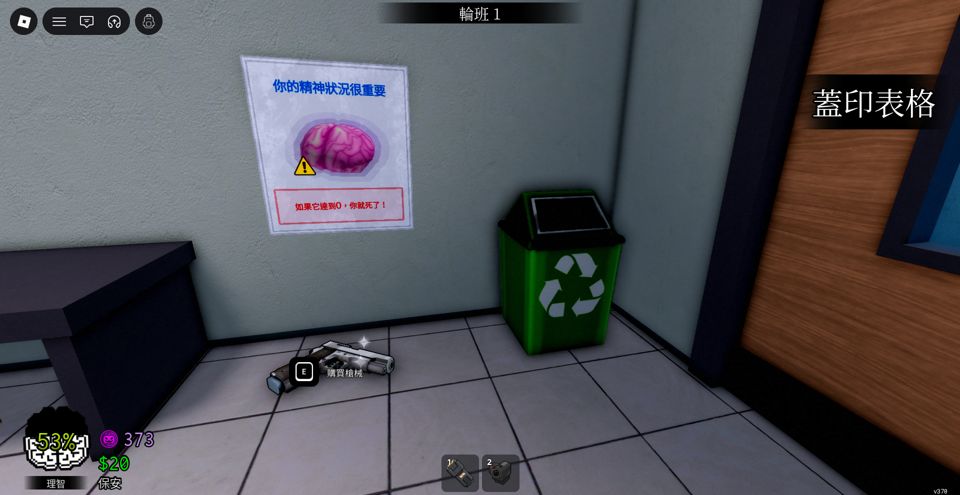 輪班 1
你的精神狀況很重要
如果它達到0，你就死了！
蓋印表格
E
購買槍械
53%
373
$20
理智
保安
1
2
v370